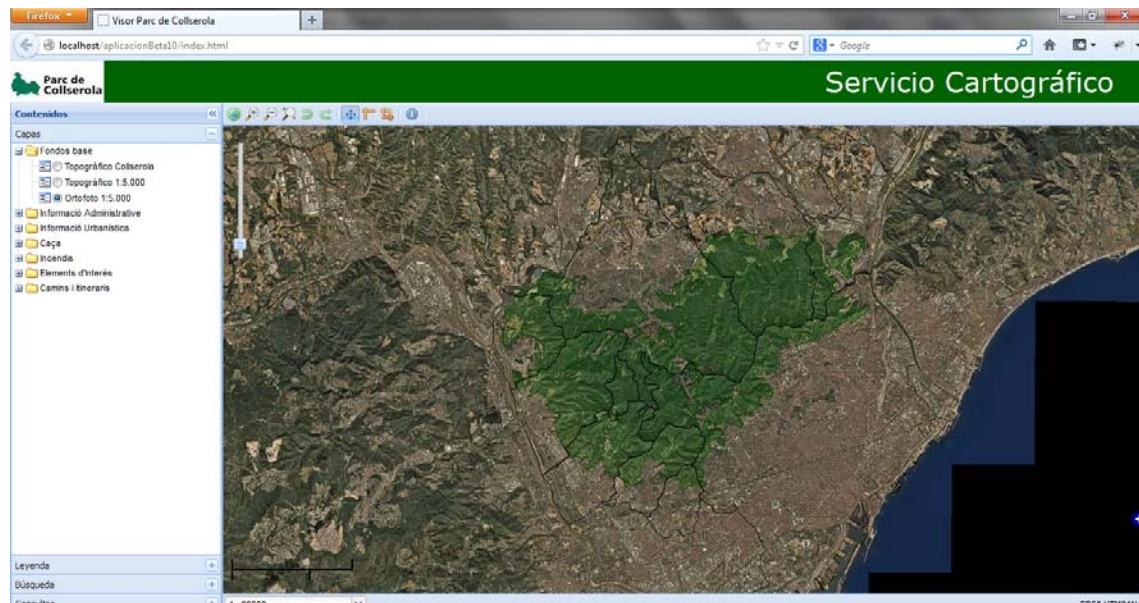 Firefox
Visor Parc de Collserola
localhost/aplicacionBeta10/index.html
Google
Parc de
Collserola
Servicio Cartográfico
Contenidos
Capas
Fondos base
Topográfico Collserola
Topográfico 1:5.000
Ortofoto 1:5.000
Informació Administrative
Informació Urbanística
Caça
Incendis
Elements d'Interès
Camins i itineraris
Leyenda
Búsqueda